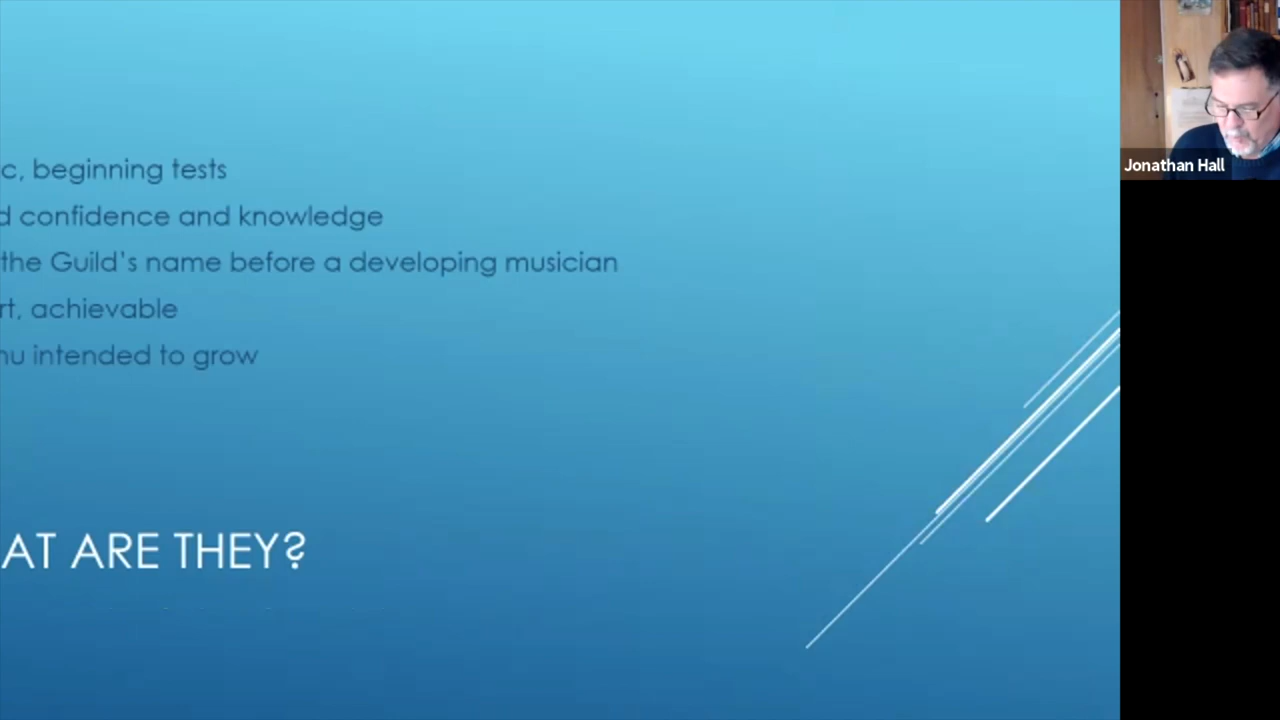 c, beginning tests
d confidence and knowledge
the Guild's name before a developing musician
rt, achievable
nu intended to grow
AT ARE THEY?
Jonathan Hall